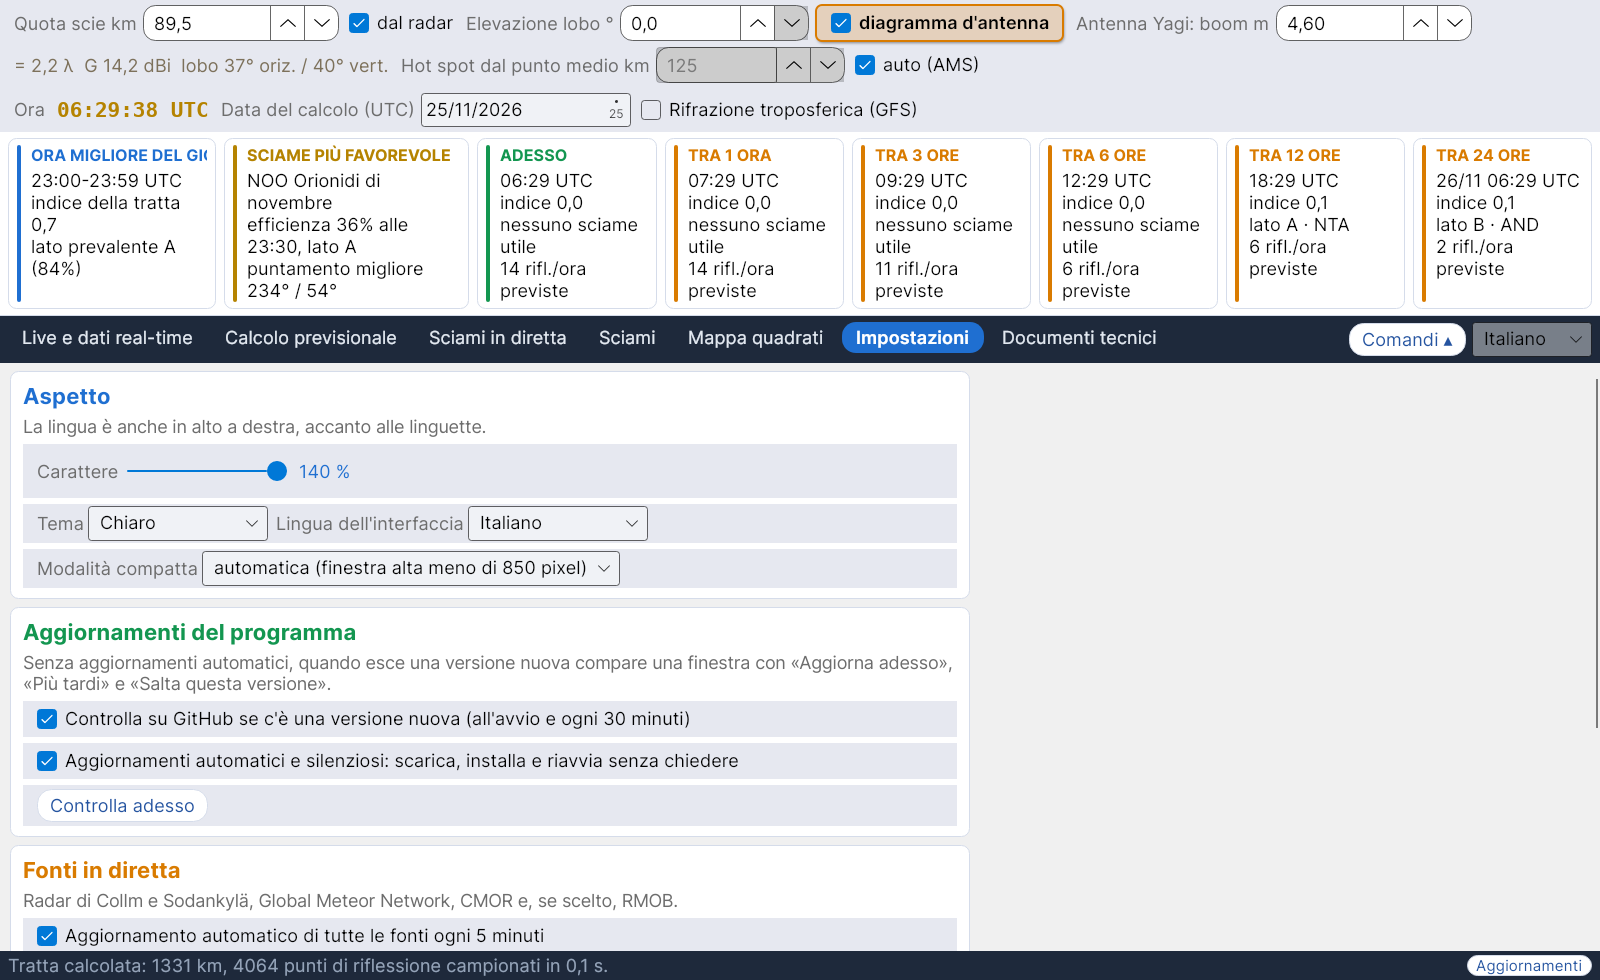 Quota scie km 89,5 dal radar Elevazione lobo ° 0,0 diagramma d'antenna Antenna Yagi: boom m 4,60
= 2,2 λ G 14,2 dBi lobo 37° oriz. / 40° vert. Hot spot dal punto medio km 125 auto (AMS)
Ora 06:29:38 UTC Data del calcolo (UTC) 25/11/2026 25 Rifrazione troposferica (GFS)
ORA MIGLIORE DEL GIO
23:00-23:59 UTC
indice della tratta
0,7
lato prevalente A
(84%)
SCIAME PIÙ FAVOREVOLE
NOO Orionidi di
novembre
efficienza 36% alle
23:30, lato A
puntamento migliore
234° / 54°
ADESSO
06:29 UTC
indice 0,0
nessuno sciame
utile
14 rifl./ora
previste
TRA 1 ORA
07:29 UTC
indice 0,0
nessuno sciame
utile
14 rifl./ora
previste
TRA 3 ORE
09:29 UTC
indice 0,0
nessuno sciame
utile
11 rifl./ora
previste
TRA 6 ORE
12:29 UTC
indice 0,0
nessuno sciame
utile
6 rifl./ora
previste
TRA 12 ORE
18:29 UTC
indice 0,1
lato A · NTA
6 rifl./ora
previste
TRA 24 ORE
26/11 06:29 UTC
indice 0,1
lato B · AND
2 rifl./ora
previste
Live e dati real-time Calcolo previsionale Sciami in diretta Sciami Mappa quadrati Impostazioni Documenti tecnici Comandi ▴ Italiano
Aspetto
La lingua è anche in alto a destra, accanto alle linguette.
Carattere 140 %
Tema Chiaro Lingua dell'interfaccia Italiano
Modalità compatta automatica (finestra alta meno di 850 pixel)
Aggiornamenti del programma
Senza aggiornamenti automatici, quando esce una versione nuova compare una finestra con «Aggiorna adesso»,
«Più tardi» e «Salta questa versione».
Controlla su GitHub se c'è una versione nuova (all'avvio e ogni 30 minuti)
Aggiornamenti automatici e silenziosi: scarica, installa e riavvia senza chiedere
Controlla adesso
Fonti in diretta
Radar di Collm e Sodankylä, Global Meteor Network, CMOR e, se scelto, RMOB.
Aggiornamento automatico di tutte le fonti ogni 5 minuti
Tratta calcolata: 1331 km, 4064 punti di riflessione campionati in 0,1 s. Aggiornamenti